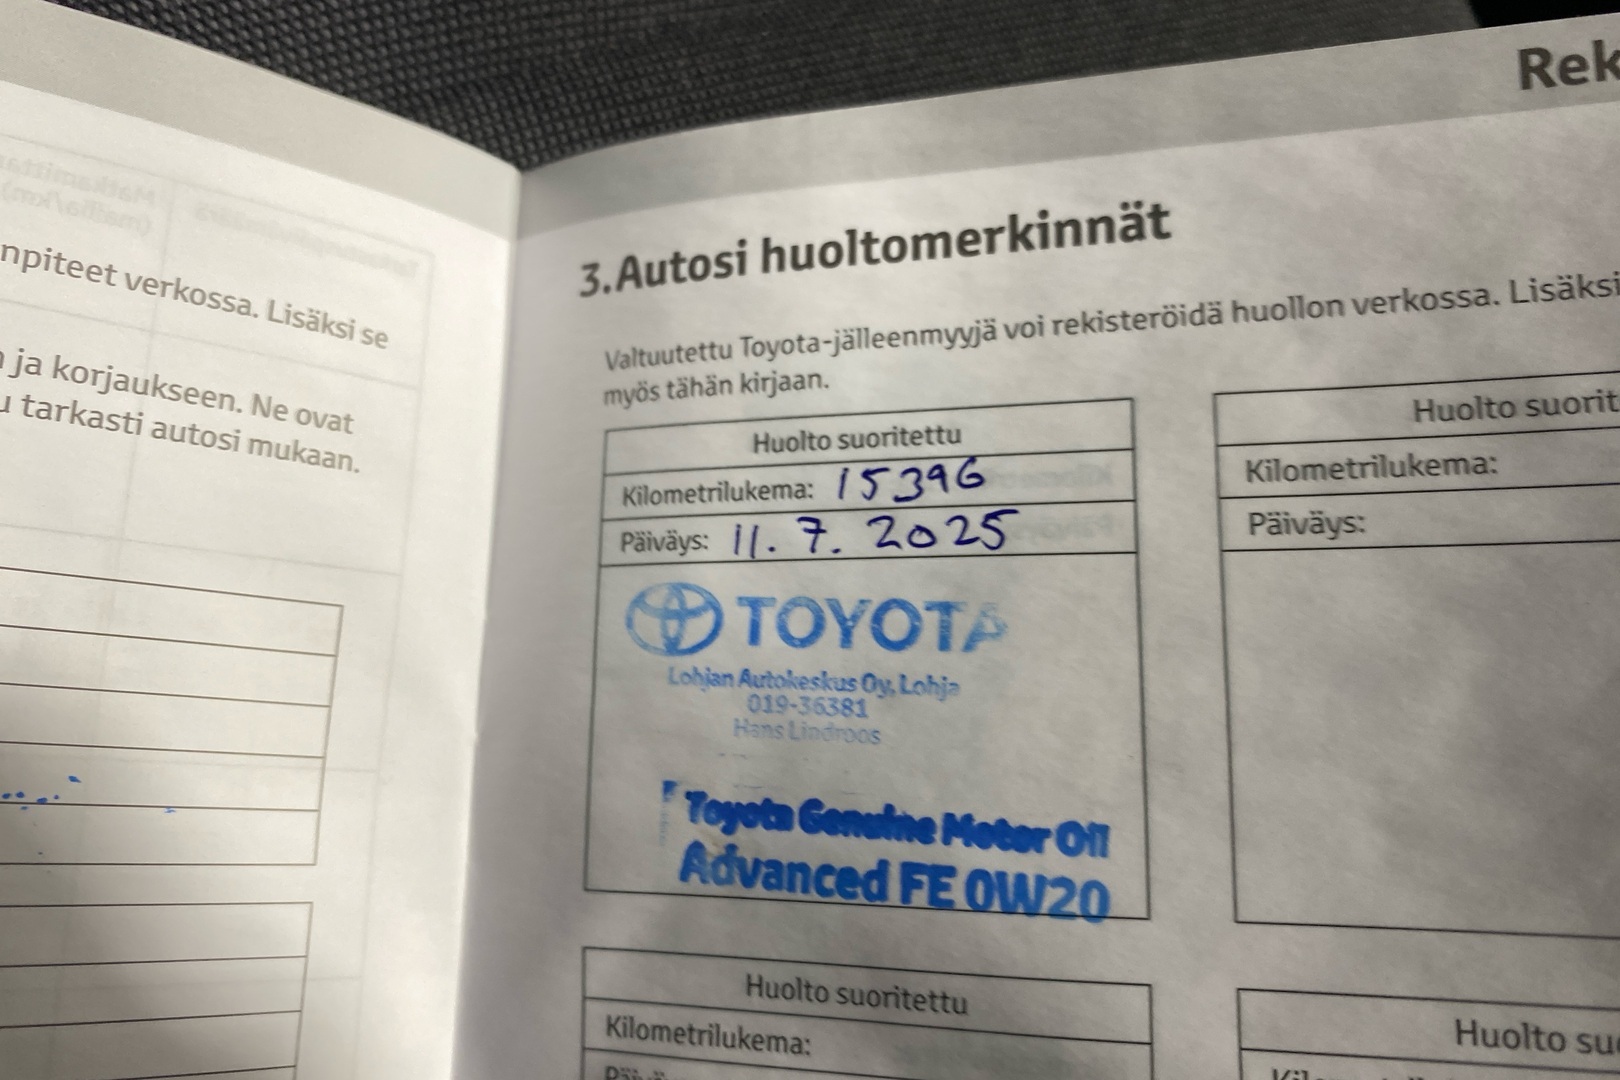 npiteet verkossa. Lisäksi se
ja korjaukseen. Ne ovat
tarkasti autosi mukaan.
Rek
3. Autosi huoltomerkinnät
Valtuutettu Toyota-jälleenmyyjä voi rekisteröidä huollon verkossa. Lisäksi
myös tähän kirjaan.
Huolto suoritettu
Kilometrilukema: 15396
Päiväys: 11. 7. 2025
TOYOTA
Lohjan Autokeskus Oy, Lohja
019-36381
Hans Lindroos
Toyota Genuine Motor Oil
Advanced FE 0W20
Huolto suorit
Kilometrilukema:
Päiväys:
Huolto suoritettu
Kilometrilukema:
Huolto su